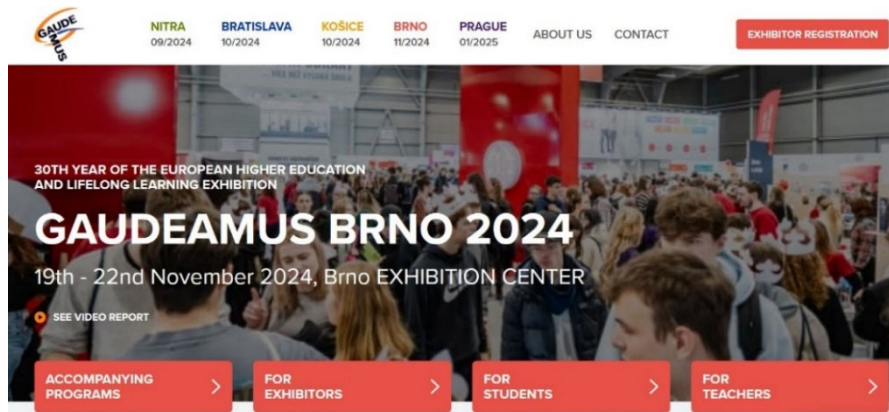 GAUDE
AMUS
NITRA
09/2024
BRATISLAVA
10/2024
KOŠICE
10/2024
BRNO
11/2024
PRAGUE
01/2025
ABOUT US
CONTACT
EXHIBITOR REGISTRATION
30TH YEAR OF THE EUROPEAN HIGHER EDUCATION
AND LIFELONG LEARNING EXHIBITION
GAUDEAMUS BRNO 2024
19th - 22nd November 2024, Brno EXHIBITION CENTER
SEE VIDEO REPORT
ACCOMPANYING
PROGRAMS
FOR
EXHIBITORS
FOR
STUDENTS
FOR
TEACHERS